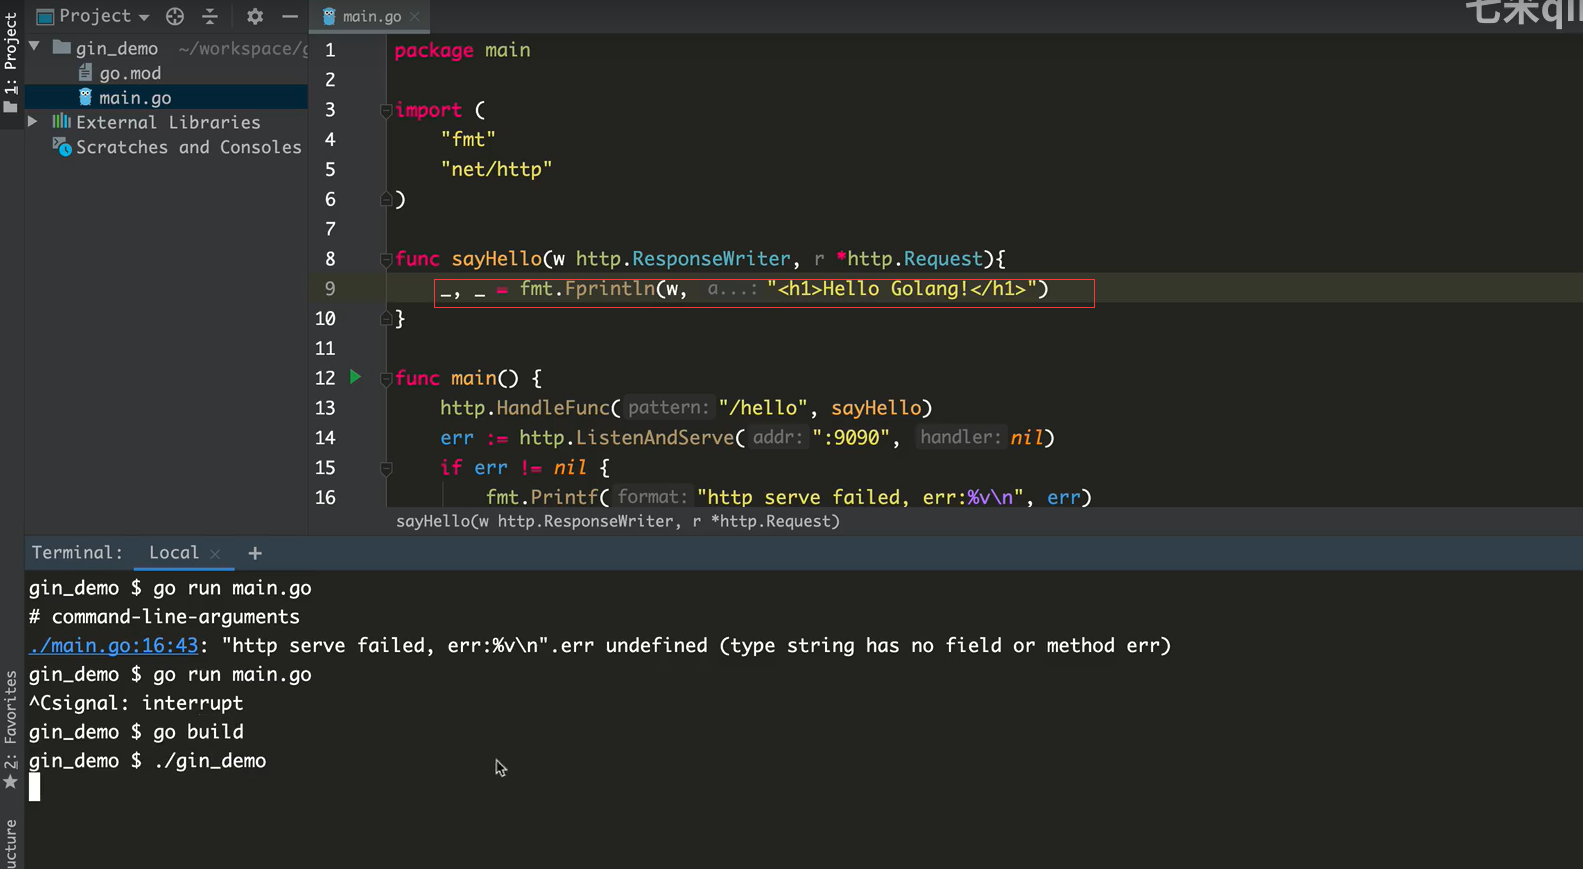 Project
main.go
七米qi
1: Project
gin_demo ~/workspace/g
go.mod
main.go
External Libraries
Scratches and Consoles
1 package main
2
3 import (
4 "fmt"
5 "net/http"
6 )
7
8 func sayHello(w http.ResponseWriter, r *http.Request){
9 _, _ = fmt.Fprintln(w, a...: "<h1>Hello Golang!</h1>")
10 }
11
12 func main() {
13 http.HandleFunc( pattern: "/hello", sayHello)
14 err := http.ListenAndServe( addr: ":9090", handler: nil)
15 if err != nil {
16 fmt.Printf( format: "http serve failed, err:%v\n", err)
sayHello(w http.ResponseWriter, r *http.Request)
Terminal: Local +
gin_demo $ go run main.go
# command-line-arguments
./main.go:16:43: "http serve failed, err:%v\n".err undefined (type string has no field or method err)
gin_demo $ go run main.go
^Csignal: interrupt
gin_demo $ go build
gin_demo $ ./gin_demo
2: Favorites
ucture